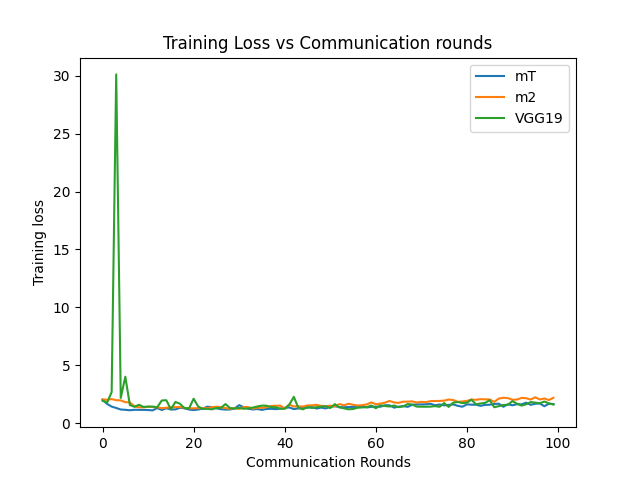 Training Loss vs Communication rounds
mT
m2
VGG19
Training loss
30
25
20
15
10
5
0
0 20 40 60 80 100
Communication Rounds